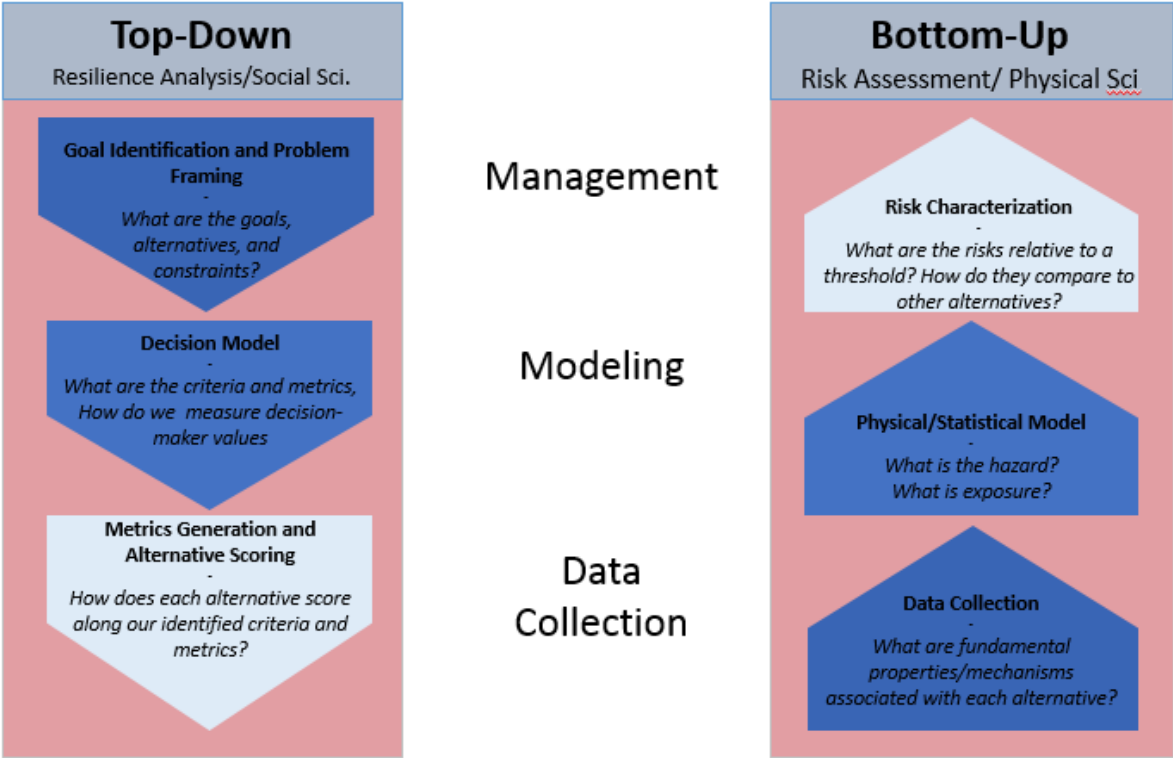 Top-Down
Resilience Analysis/Social Sci.
Goal Identification and Problem
Framing
-
What are the goals,
alternatives, and
constraints?
Decision Model
-
What are the criteria and metrics,
How do we  measure decision-
maker values
Metrics Generation and
Alternative Scoring
-
How does each alternative score
along our identified criteria and
metrics?
Management
Modeling
Data
Collection
Bottom-Up
Risk Assessment/ Physical Sci
Risk Characterization
-
What are the risks relative to a
threshold? How do they compare to
other alternatives?
Physical/Statistical Model
-
What is the hazard?
What is exposure?
Data Collection
-
What are fundamental
properties/mechanisms
associated with each alternative?